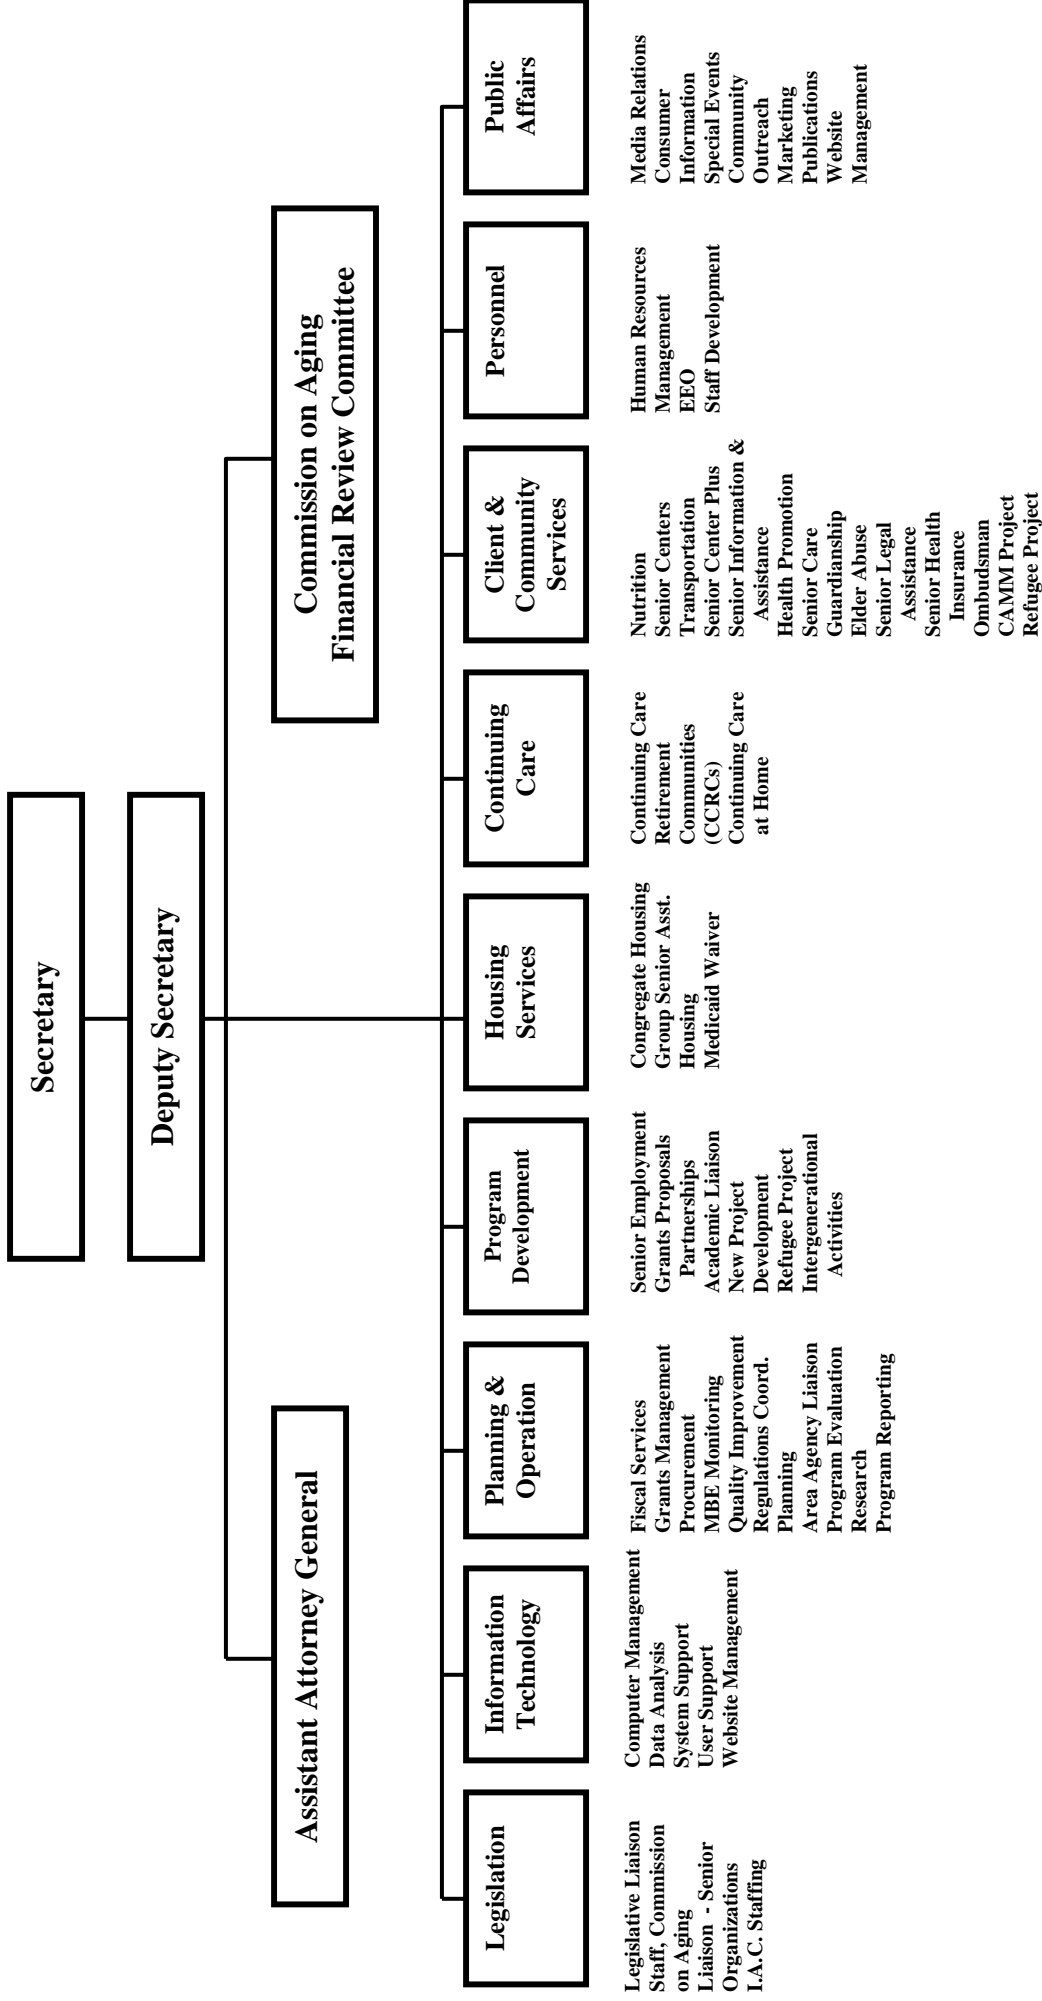 Secretary
Deputy Secretary
Assistant Attorney General
Commission on Aging
Financial Review Committee
Legislation
Information
Technology
Planning &
Operation
Program
Development
Housing
Services
Continuing
Care
Client &
Community
Services
Personnel
Public
Affairs
Legislative Liaison
Staff, Commission
on Aging
Liaison - Senior
Organizations
I.A.C. Staffing
Computer Management
Data Analysis
System Support
User Support
Website Management
Fiscal Services
Grants Management
Procurement
MBE Monitoring
Quality Improvement
Regulations Coord.
Planning
Area Agency Liaison
Program Evaluation
Research
Program Reporting
Senior Employment
Grants Proposals
Partnerships
Academic Liaison
New Project
Development
Refugee Project
Intergenerational
Activities
Congregate Housing
Group Senior Asst.
Housing
Medicaid Waiver
Continuing Care
Retirement
Communities
(CCRCs)
Continuing Care
at Home
Nutrition
Senior Centers
Transportation
Senior Center Plus
Senior Information &
Assistance
Health Promotion
Senior Care
Guardianship
Elder Abuse
Senior Legal
Assistance
Senior Health
Insurance
Ombudsman
CAMM Project
Refugee Project
Human Resources
Management
EEO
Staff Development
Media Relations
Consumer
Information
Special Events
Community
Outreach
Marketing
Publications
Website
Management